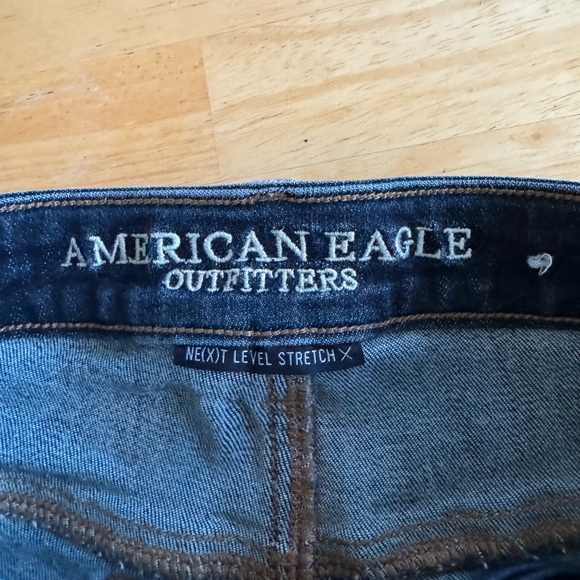 AMERICAN EAGLE
OUTFITTERS
NE(X)T LEVEL STRETCH X